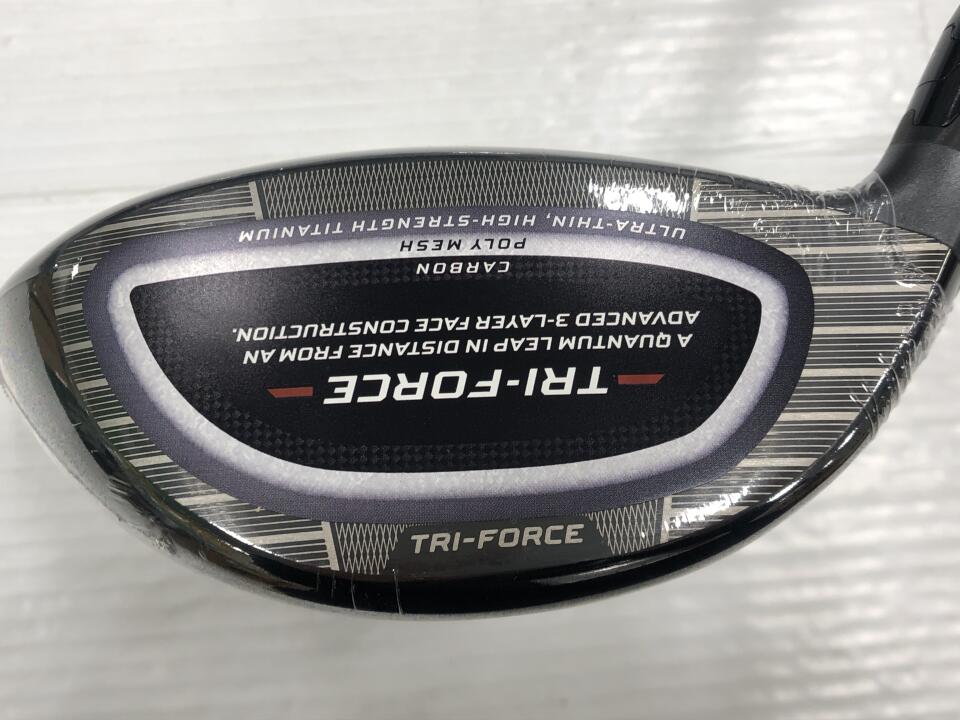 TRI-FORCE
A QUANTUM LEAP IN DISTANCE FROM AN
ADVANCED 3-LAYER FACE CONSTRUCTION.
CARBON
POLY MESH
ULTRA-THIN, HIGH-STRENGTH TITANIUM
TRI-FORCE